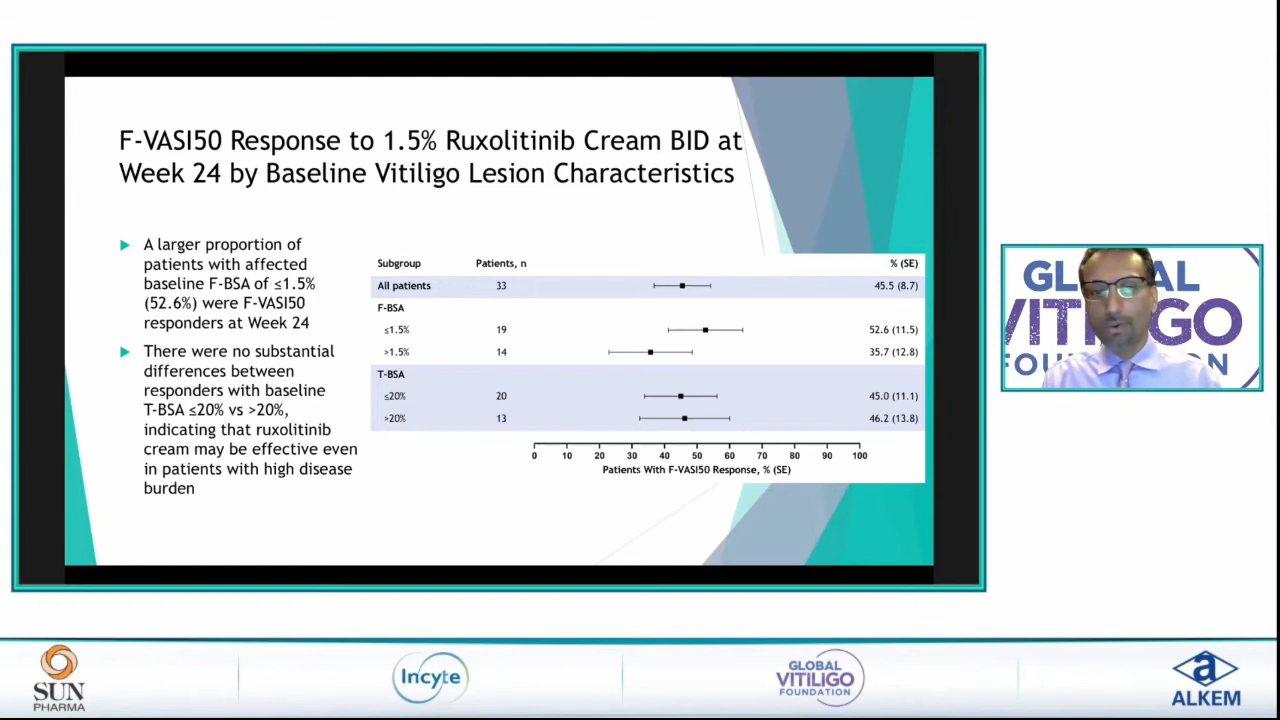 F-VASI50 Response to 1.5% Ruxolitinib Cream BID at
Week 24 by Baseline Vitiligo Lesion Characteristics
A larger proportion of
patients with affected
baseline F-BSA of ≤1.5%
(52.6%) were F-VASI50
responders at Week 24
There were no substantial
differences between
responders with baseline
T-BSA ≤20% vs >20%,
indicating that ruxolitinib
cream may be effective even
in patients with high disease
burden
Subgroup Patients, n % (SE)
All patients 33 45.5 (8.7)
F-BSA
≤1.5% 19 52.6 (11.5)
>1.5% 14 35.7 (12.8)
T-BSA
≤20% 20 45.0 (11.1)
>20% 13 46.2 (13.8)
0 10 20 30 40 50 60 70 80 90 100
Patients With F-VASI50 Response, % (SE)
SUN
PHARMA
Incyte
GLOBAL
VITILIGO
FOUNDATION
a
ALKEM